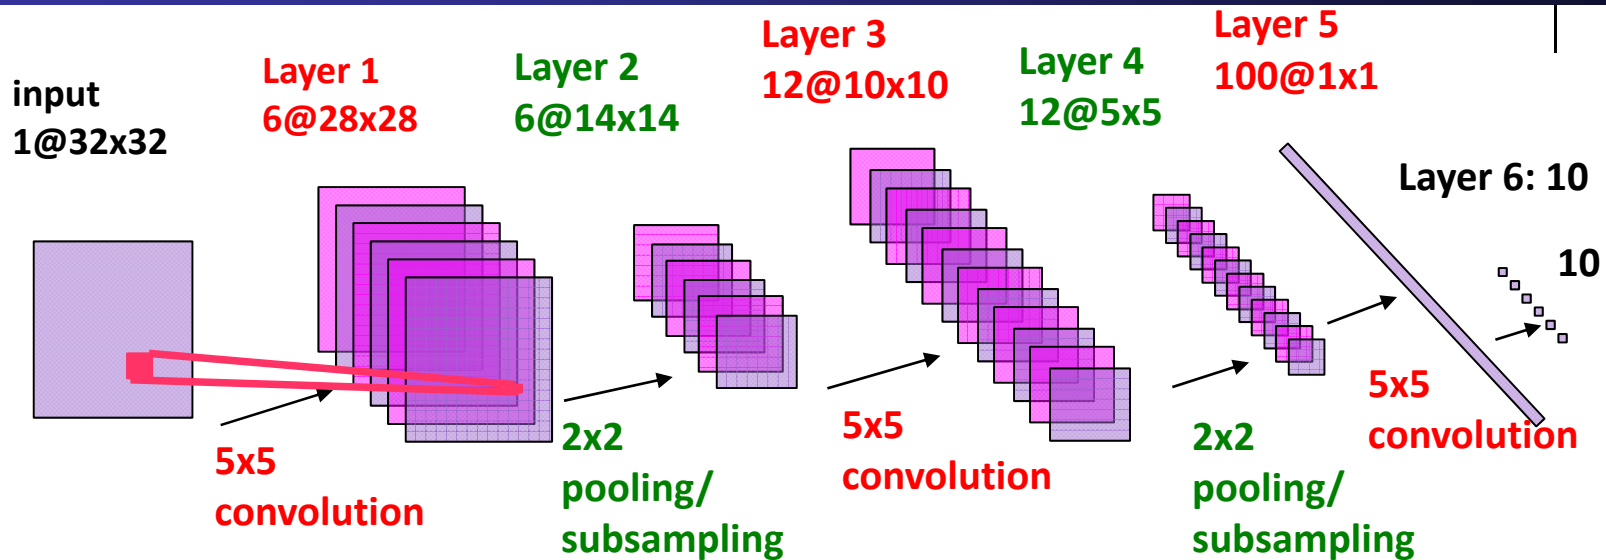 input
1@32x32
Layer 1
6@28x28
Layer 2
6@14x14
Layer 3
12@10x10
Layer 4
12@5x5
Layer 5
100@1x1
Layer 6: 10
10
5x5
convolution
2x2
pooling/
subsampling
5x5
convolution
2x2
pooling/
subsampling
5x5
convolution